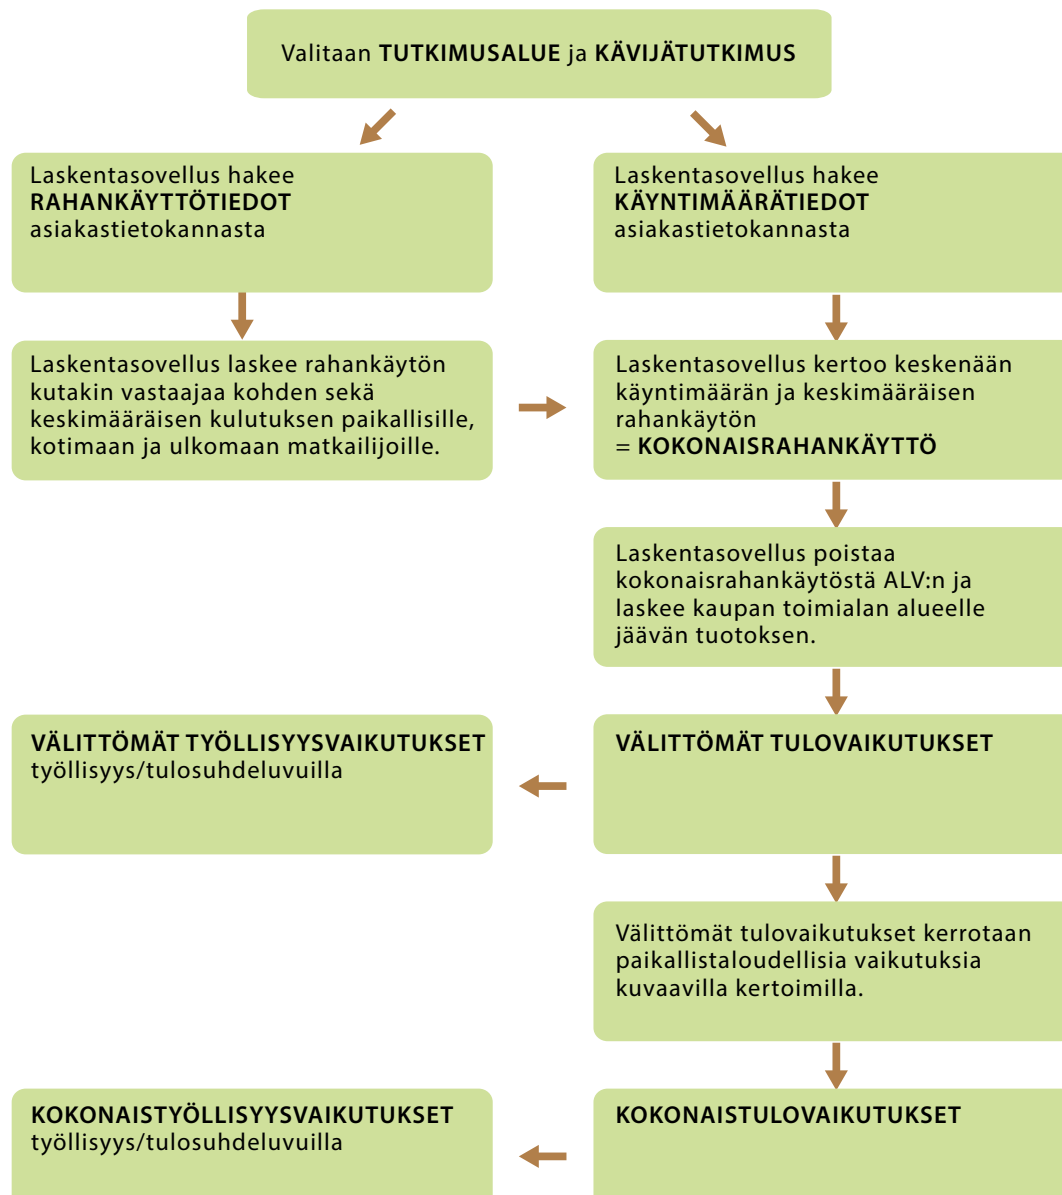 Valitaan TUTKIMUSALUE ja KÄVIJÄTUTKIMUS
Laskentasovellus hakee
RAHANKÄYTTÖTIEDOT
asiakastietokannasta
Laskentasovellus hakee
KÄYNTIMÄÄRÄTIEDOT
asiakastietokannasta
Laskentasovellus laskee rahankäytön
kutakin vastaajaa kohden sekä
keskimääräisen kulutuksen paikallisille,
kotimaan ja ulkomaan matkailijoille.
Laskentasovellus kertoo keskenään
käyntimäärän ja keskimääräisen
rahankäytön
= KOKONAISRAHANKÄYTTÖ
Laskentasovellus poistaa
kokonaisrahankäytöstä ALV:n ja
laskee kaupan toimialan alueelle
jäävän tuotoksen.
VÄLITTÖMÄT TYÖLLISYYSVAIKUTUKSET
työllisyys/tulosuhdeluvuilla
VÄLITTÖMÄT TULOVAIKUTUKSET
Välittömät tulovaikutukset kerrotaan
paikallistaloudellisia vaikutuksia
kuvaavilla kertoimilla.
KOKONAISTYÖLLISYYSVAIKUTUKSET
työllisyys/tulosuhdeluvuilla
KOKONAISTULOVAIKUTUKSET